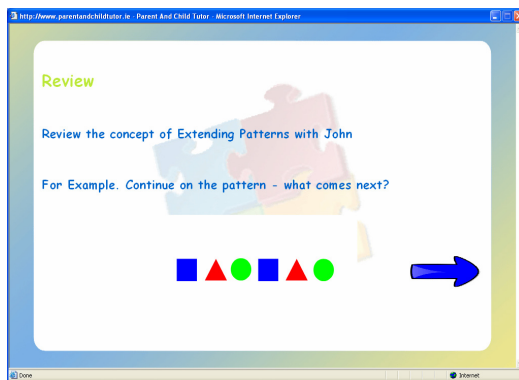 http://www.parentandchildtutor.ie - Parent And Child Tutor - Microsoft Internet Explorer
Review
Review the concept of Extending Patterns with John
For Example. Continue on the pattern - what comes next?
Done
Internet